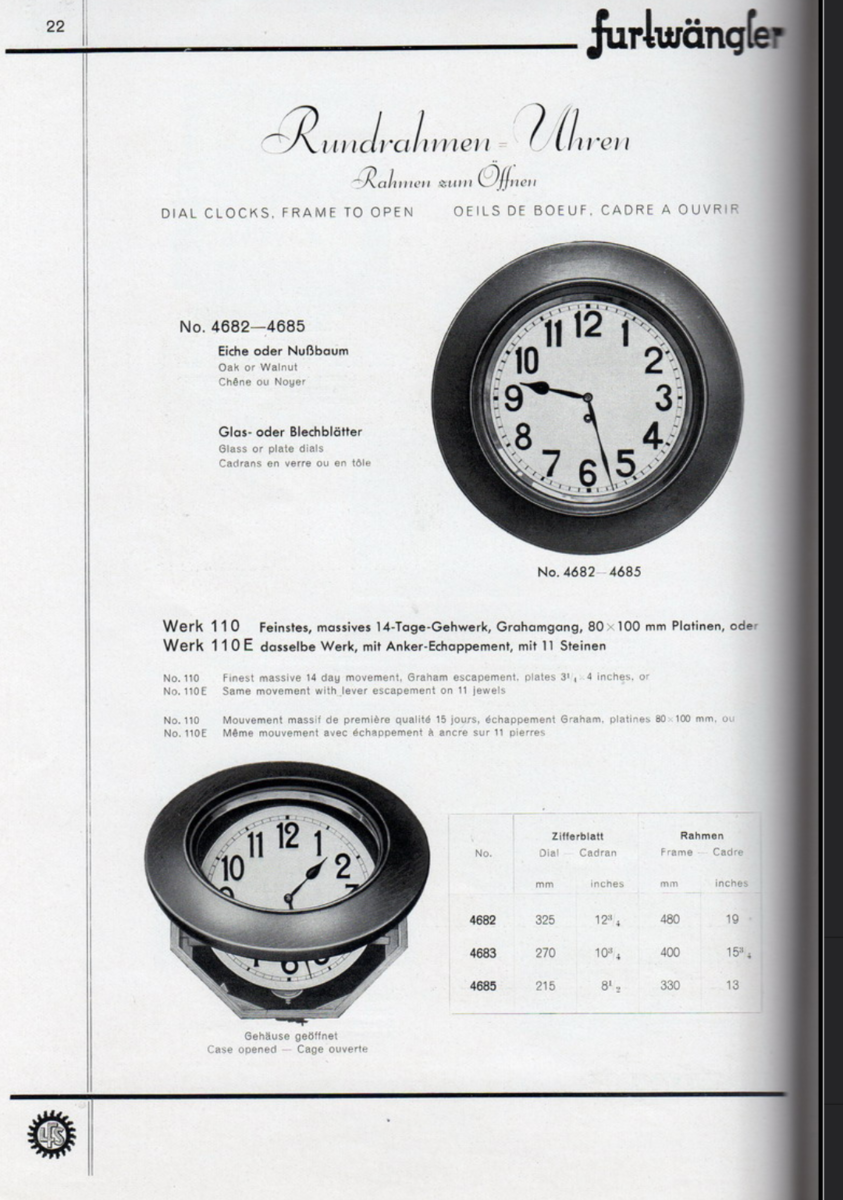 22
furtwängler
Rundrahmen=Uhren
Rahmen zum Öffnen
DIAL CLOCKS, FRAME TO OPEN OEILS DE BOEUF, CADRE A OUVRIR
No. 4682—4685
Eiche oder Nußbaum
Oak or Walnut
Chêne ou Noyer
Glas- oder Blechblätter
Glass or plate dials
Cadrans en verre ou en tôle
12
1
2
3
4
5
6
7
8
9
10
11
No. 4682—4685
Werk 110 Feinstes, massives 14-Tage-Gehwerk, Grahamgang, 80×100 mm Platinen, oder
Werk 110E dasselbe Werk, mit Anker-Echappement, mit 11 Steinen
No. 110 Finest massive 14 day movement, Graham escapement, plates 3¼×4 inches, or
No. 110E Same movement with lever escapement on 11 jewels
No. 110 Mouvement massif de première qualité 15 jours, échappement Graham, platines 80×100 mm, ou
No. 110E Même mouvement avec échappement à ancre sur 11 pierres
12
1
2
11
10
6
Gehäuse geöffnet
Case opened — Cage ouverte
Zifferblatt Rahmen
No. Dial — Cadran Frame — Cadre
mm inches mm inches
4682 325 12¾ 480 19
4683 270 10¾ 400 15¾
4685 215 8½ 330 13
LFS